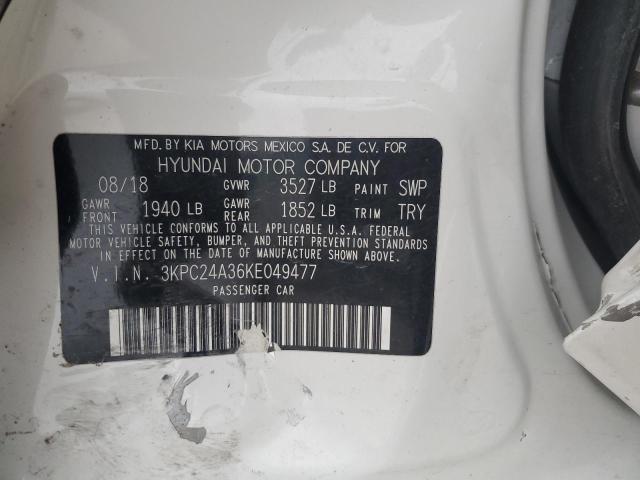 MFD. BY KIA MOTORS MEXICO S.A. DE C.V. FOR
HYUNDAI MOTOR COMPANY
08/18 GVWR 3527 LB PAINT SWP
GAWR FRONT 1940 LB GAWR REAR 1852 LB TRIM TRY
THIS VEHICLE CONFORMS TO ALL APPLICABLE U.S.A. FEDERAL
MOTOR VEHICLE SAFETY, BUMPER, AND THEFT PREVENTION STANDARDS
IN EFFECT ON THE DATE OF MANUFACTURE SHOWN ABOVE.
V.I.N. 3KPC24A36KE049477
PASSENGER CAR